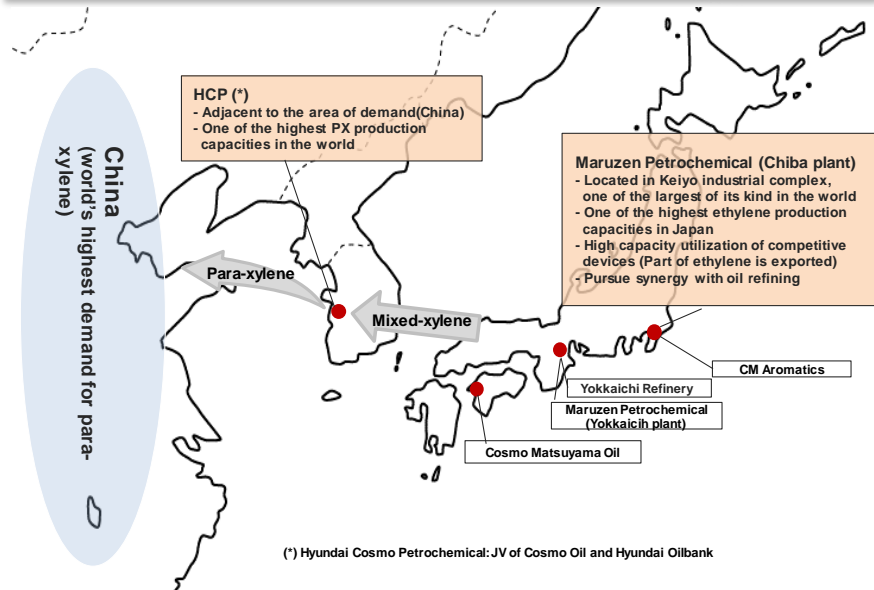 HCP (*)
- Adjacent to the area of demand(China)
- One of the highest PX production
capacities in the world
Maruzen Petrochemical (Chiba plant)
- Located in Keiyo industrial complex,
one of the largest of its kind in the world
- One of the highest ethylene production
capacities in Japan
- High capacity utilization of competitive
devices (Part of ethylene is exported)
- Pursue synergy with oil refining
China
(world's highest demand for para-
xylene)
Para-xylene
Mixed-xylene
CM Aromatics
Yokkaichi Refinery
Maruzen Petrochemical
(Yokkaicih plant)
Cosmo Matsuyama Oil
(*) Hyundai Cosmo Petrochemical: JV of Cosmo Oil and Hyundai Oilbank